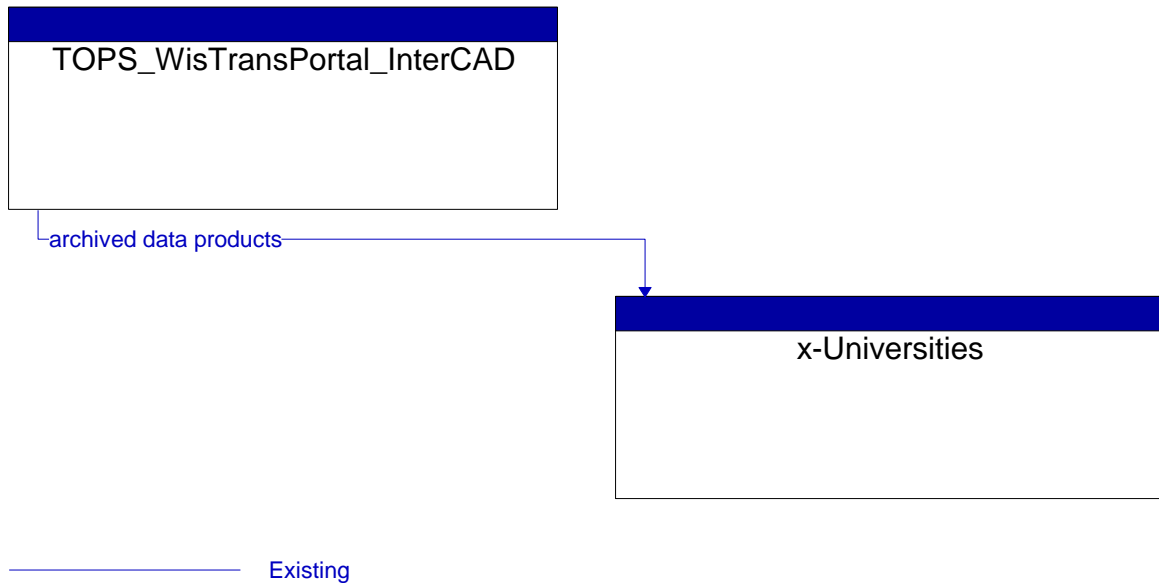 TOPS_WisTransPortal_InterCAD
archived data products
x-Universities
Existing